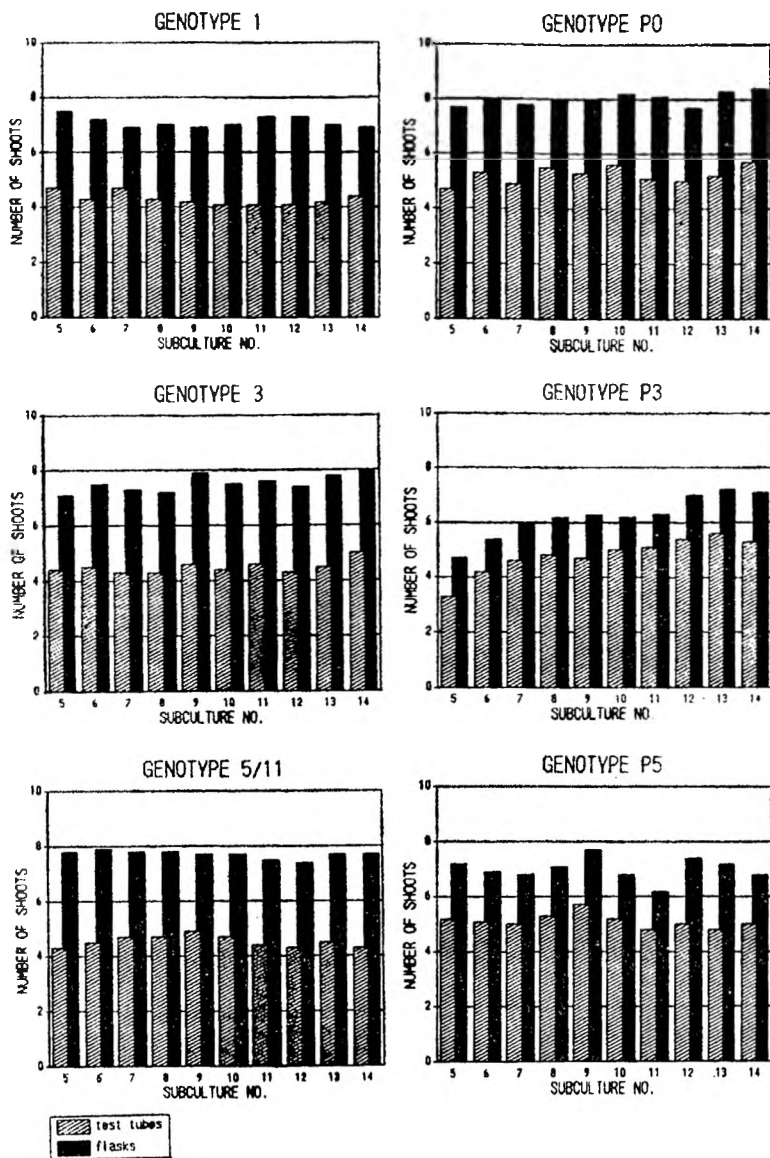 GENOTYPE 1
NUMBER OF SHOOTS
10
8
6
4
2
0
5 6 7 8 9 10 11 12 13 14
SUBCULTURE NO.
GENOTYPE P0
NUMBER OF SHOOTS
10
8
6
4
2
0
5 6 7 8 9 10 11 12 13 14
SUBCULTURE NO.
GENOTYPE 3
NUMBER OF SHOOTS
10
8
6
4
2
0
5 6 7 8 9 10 11 12 13 14
SUBCULTURE NO.
GENOTYPE P3
NUMBER OF SHOOTS
10
8
6
4
2
0
5 6 7 8 9 10 11 12 13 14
SUBCULTURE NO.
GENOTYPE 5/11
NUMBER OF SHOOTS
10
8
6
4
2
0
5 6 7 8 9 10 11 12 13 14
SUBCULTURE NO.
GENOTYPE P5
NUMBER OF SHOOTS
10
8
6
4
2
0
5 6 7 8 9 10 11 12 13 14
SUBCULTURE NO.
test tubes
flasks